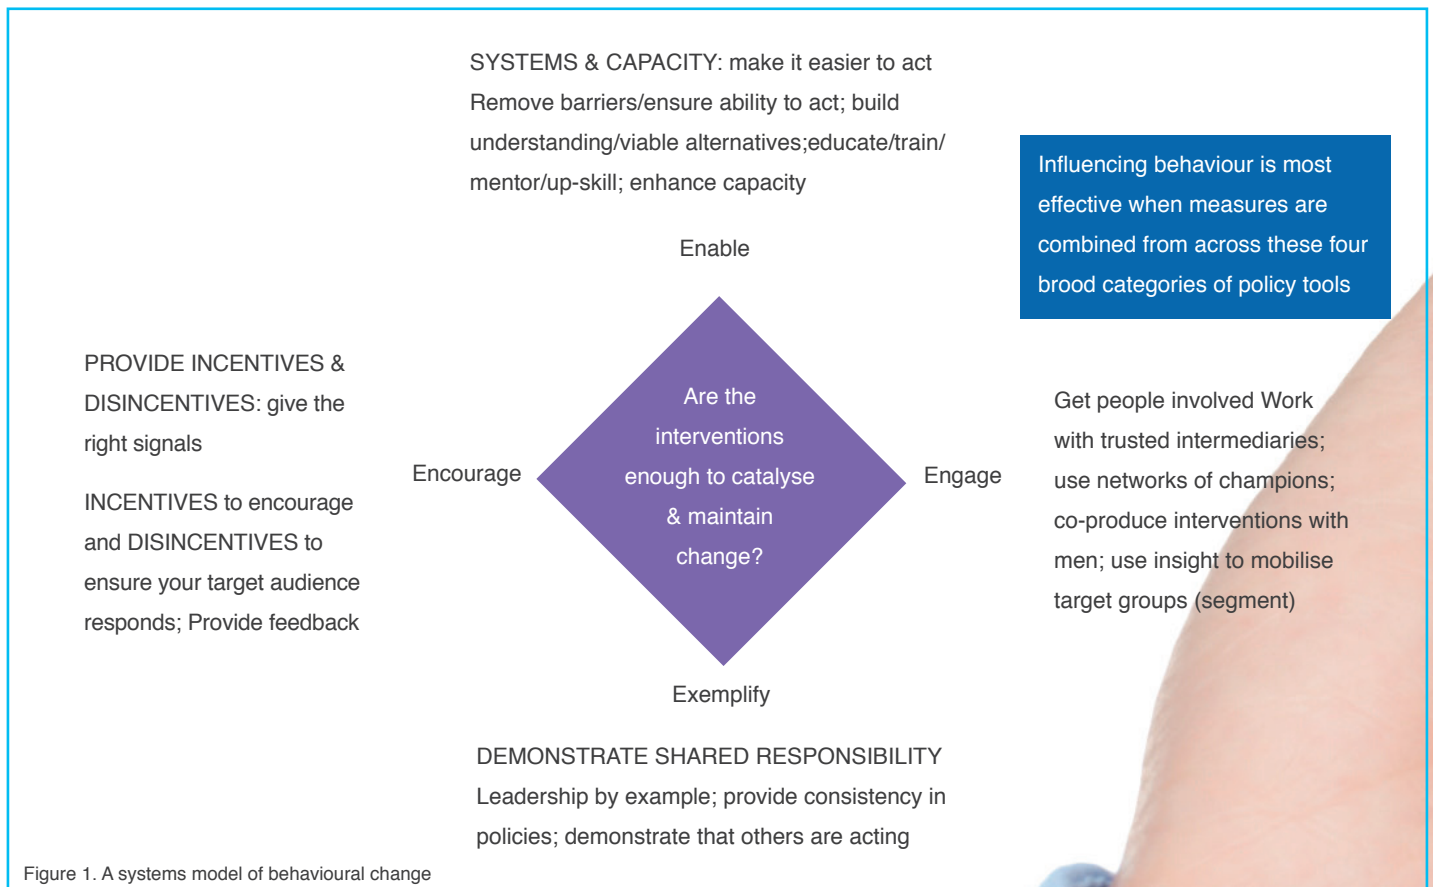 SYSTEMS & CAPACITY: make it easier to act
Remove barriers/ensure ability to act; build
understanding/viable alternatives;educate/train/
mentor/up-skill; enhance capacity
Influencing behaviour is most
effective when measures are
combined from across these four
brood categories of policy tools
Enable
PROVIDE INCENTIVES &
DISINCENTIVES: give the
right signals
INCENTIVES to encourage
and DISINCENTIVES to
ensure your target audience
responds; Provide feedback
Encourage
Are the
interventions
enough to catalyse
& maintain
change?
Engage
Get people involved Work
with trusted intermediaries;
use networks of champions;
co-produce interventions with
men; use insight to mobilise
target groups (segment)
Exemplify
DEMONSTRATE SHARED RESPONSIBILITY
Leadership by example; provide consistency in
policies; demonstrate that others are acting
Figure 1. A systems model of behavioural change